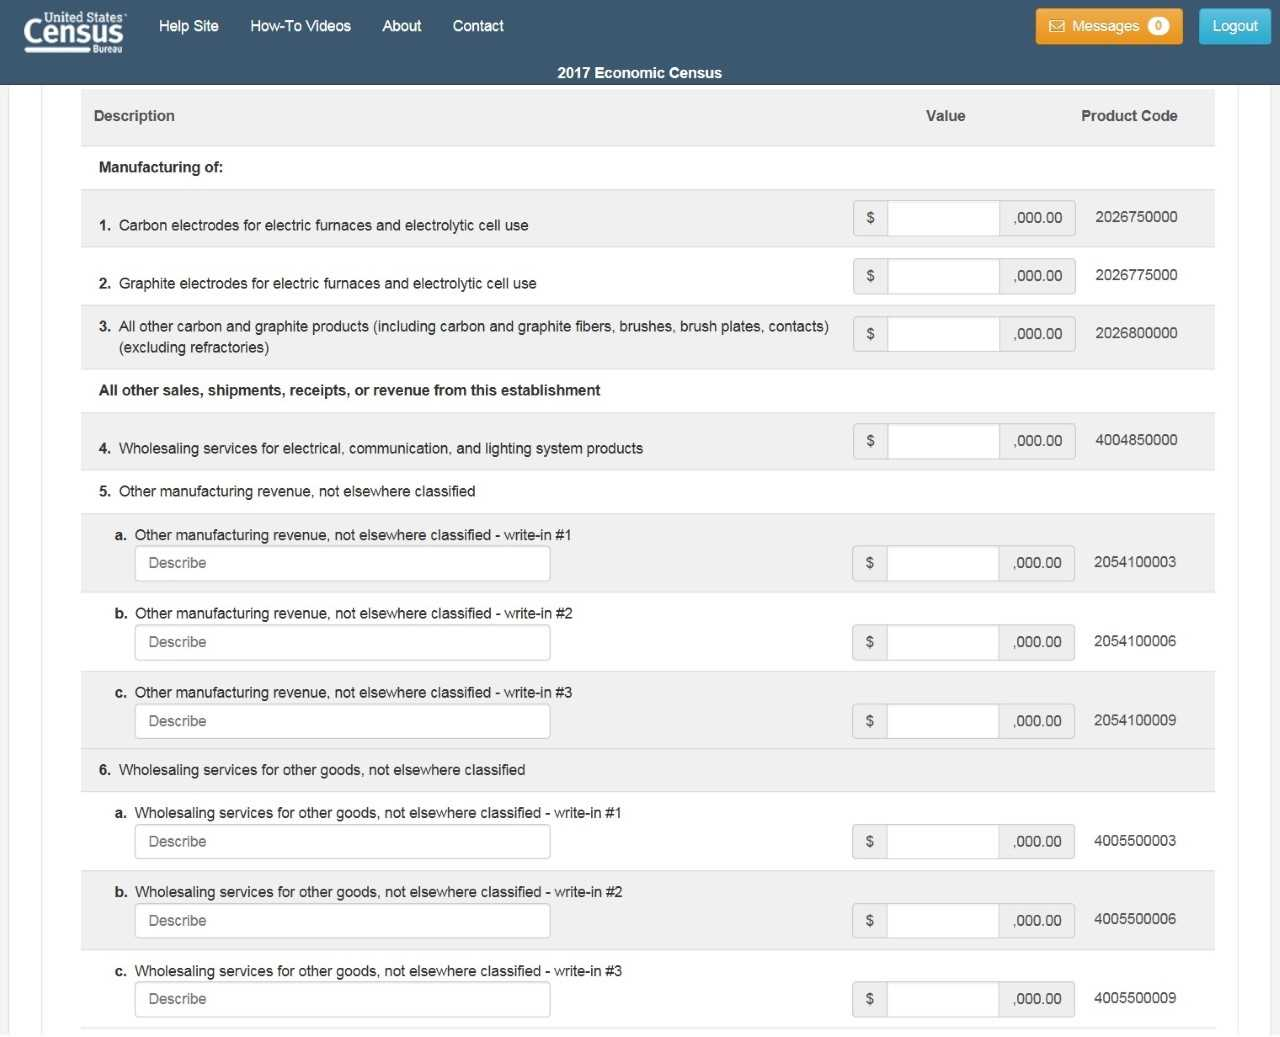 United States®
Census
Bureau
Help Site
How-To Videos
About
Contact
Messages 0
Logout
2017 Economic Census
Description Value Product Code
Manufacturing of:
1. Carbon electrodes for electric furnaces and electrolytic cell use $ ,000.00 2026750000
2. Graphite electrodes for electric furnaces and electrolytic cell use $ ,000.00 2026775000
3. All other carbon and graphite products (including carbon and graphite fibers, brushes, brush plates, contacts) $ ,000.00 2026800000
(excluding refractories)
All other sales, shipments, receipts, or revenue from this establishment
4. Wholesaling services for electrical, communication, and lighting system products $ ,000.00 4004850000
5. Other manufacturing revenue, not elsewhere classified
a. Other manufacturing revenue, not elsewhere classified - write-in #1
Describe $ ,000.00 2054100003
b. Other manufacturing revenue, not elsewhere classified - write-in #2
Describe $ ,000.00 2054100006
c. Other manufacturing revenue, not elsewhere classified - write-in #3
Describe $ ,000.00 2054100009
6. Wholesaling services for other goods, not elsewhere classified
a. Wholesaling services for other goods, not elsewhere classified - write-in #1
Describe $ ,000.00 4005500003
b. Wholesaling services for other goods, not elsewhere classified - write-in #2
Describe $ ,000.00 4005500006
c. Wholesaling services for other goods, not elsewhere classified - write-in #3
Describe $ ,000.00 4005500009